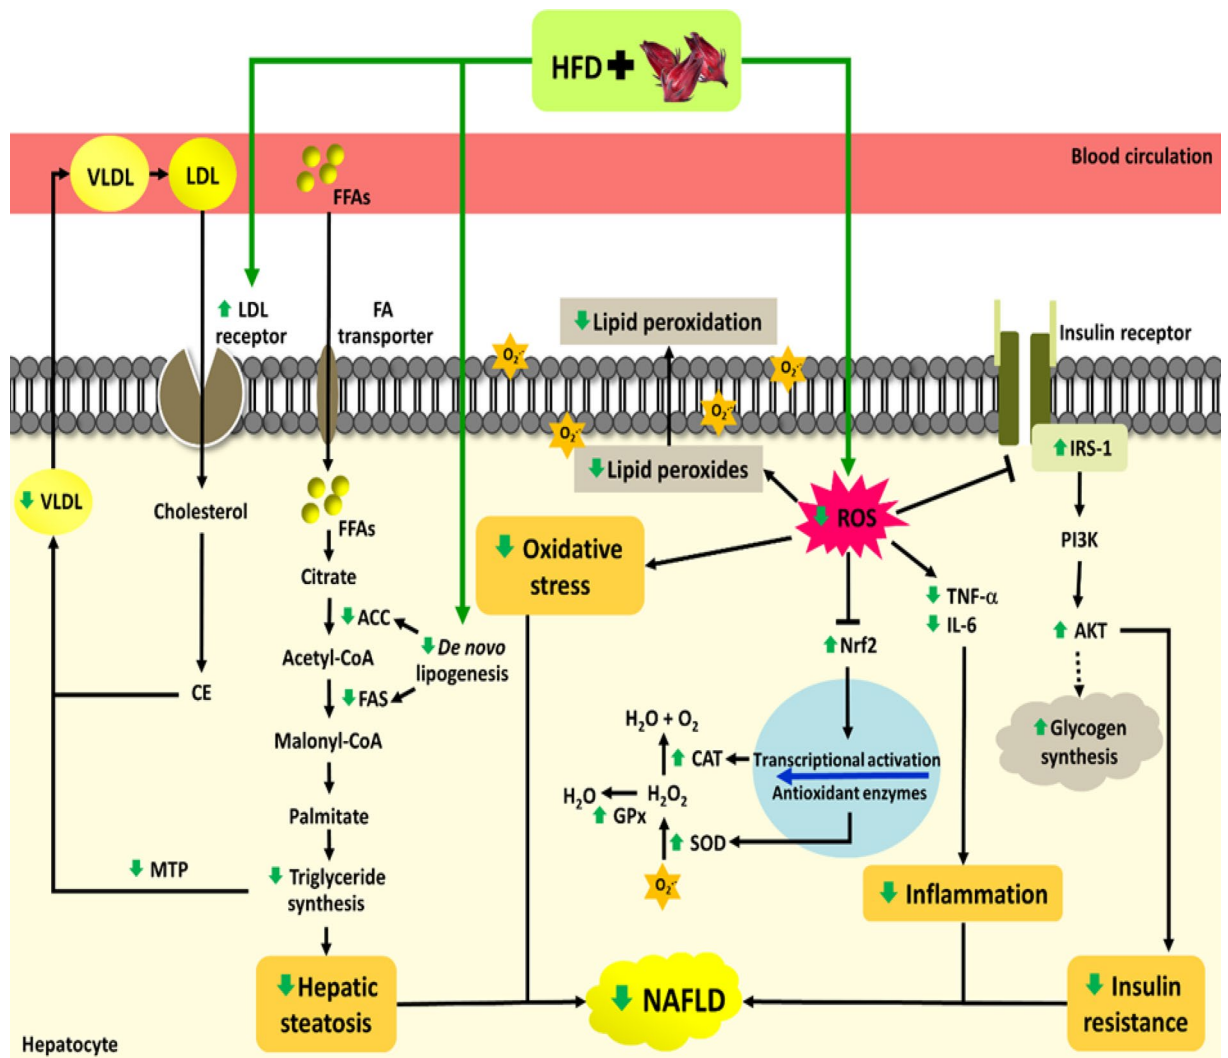 HFD +
Blood circulation
VLDL
LDL
FFAs
LDL
receptor
FA
transporter
Lipid peroxidation
Insulin receptor
O₂·⁻
O₂·⁻
O₂·⁻
O₂·⁻
Lipid peroxides
IRS-1
VLDL
Cholesterol
FFAs
ROS
Oxidative
stress
PI3K
Citrate
TNF-α
IL-6
ACC
De novo
lipogenesis
Nrf2
AKT
Acetyl-CoA
CE
FAS
Malonyl-CoA
H₂O + O₂
CAT
Transcriptional activation
Antioxidant enzymes
Glycogen
synthesis
H₂O
H₂O₂
GPx
Palmitate
SOD
MTP
Triglyceride
synthesis
O₂·⁻
Inflammation
Hepatic
steatosis
NAFLD
Insulin
resistance
Hepatocyte